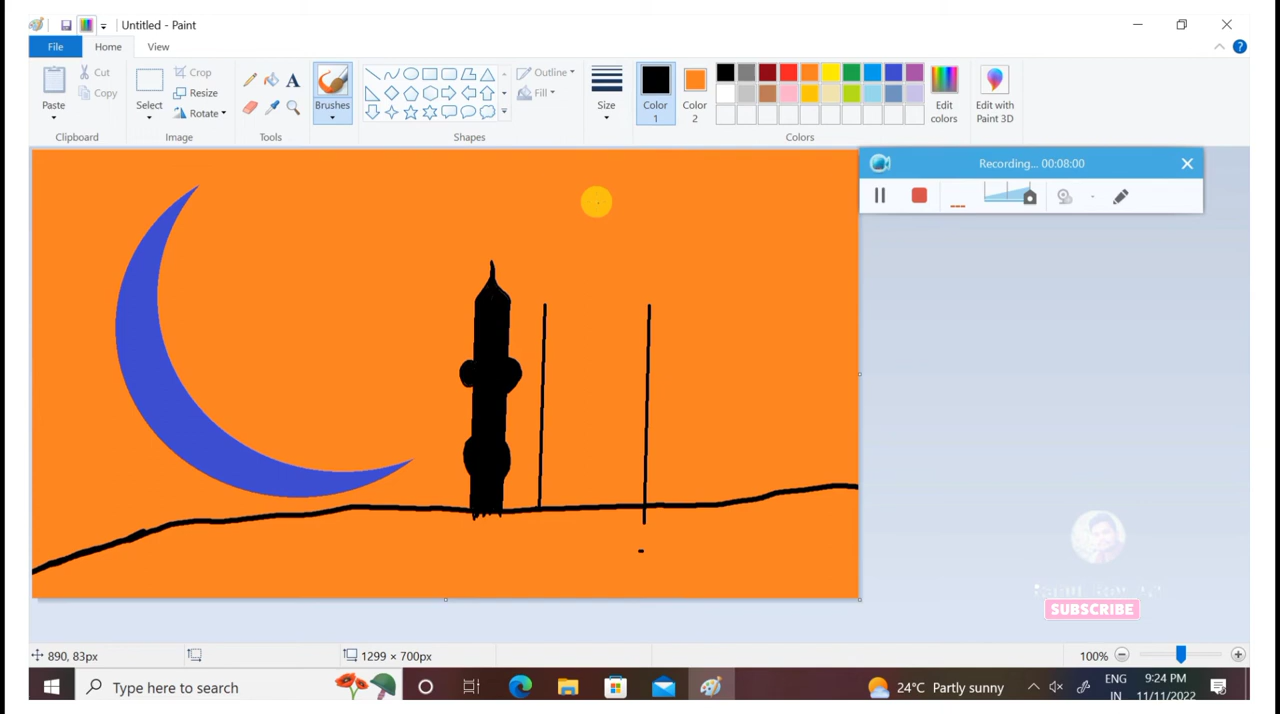 Untitled - Paint
File Home View
Cut
Copy
Paste
Clipboard
Select
Crop
Resize
Rotate
Image
A
Tools
Brushes
Shapes
Outline
Fill
Size
Color 1
Color 2
Colors
Edit colors
Edit with Paint 3D
Recording... 00:08:00
SUBSCRIBE
890, 83px
1299 × 700px
100%
Type here to search
24°C Partly sunny
ENG
IN
9:24 PM
11/11/2022